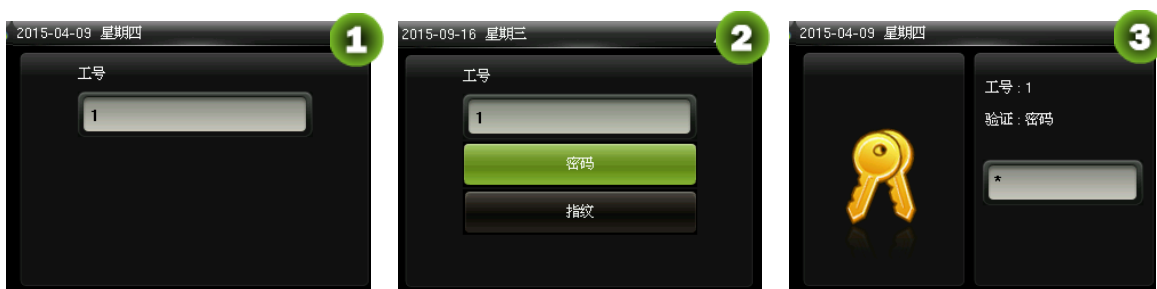 2015-04-09 星期四
1
工号
1
2015-09-16 星期三
2
工号
1
密码
指纹
2015-04-09 星期四
3
工号 : 1
验证 : 密码
*